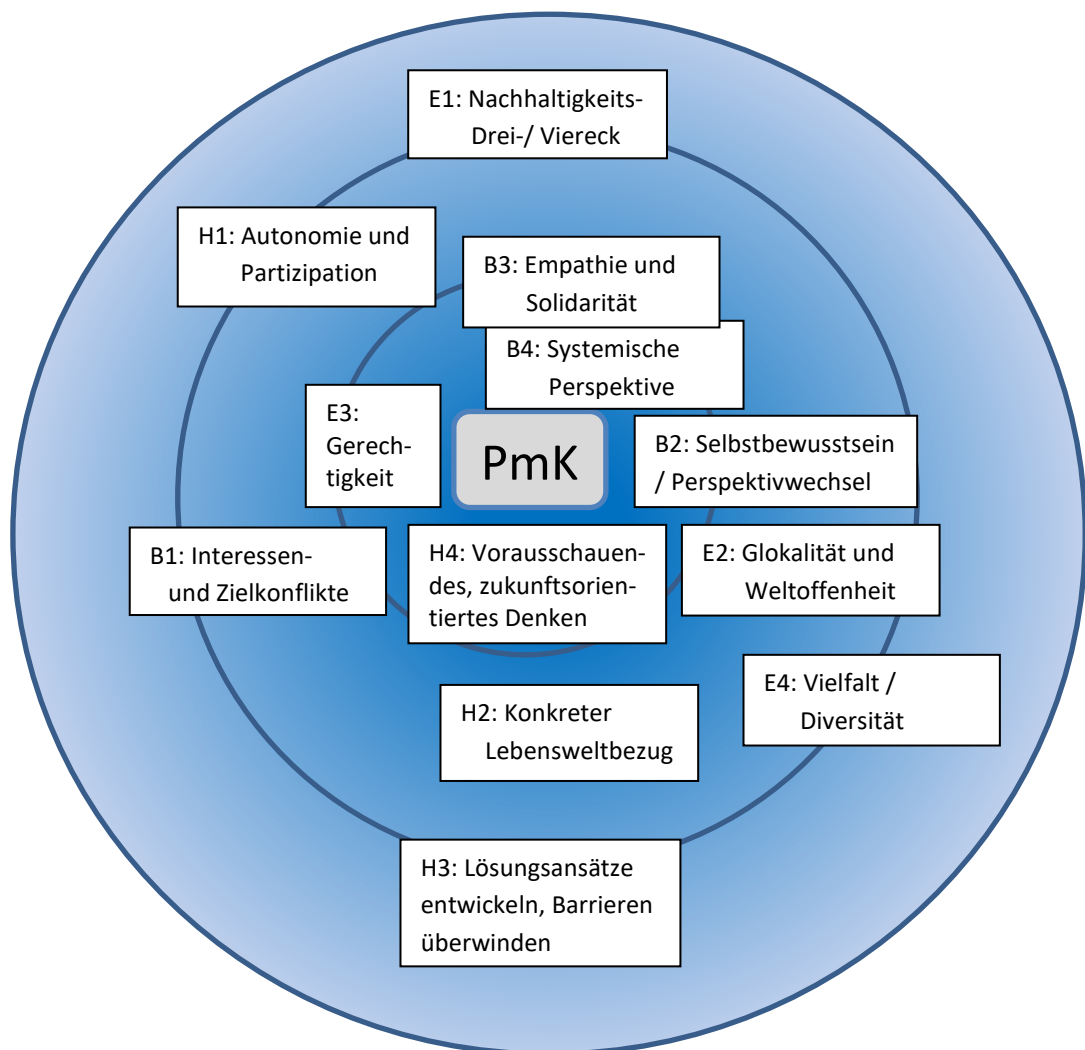 E1: Nachhaltigkeits-
Drei-/ Viereck
H1: Autonomie und
Partizipation
B3: Empathie und
Solidarität
B4: Systemische
Perspektive
E3:
Gerech-
tigkeit
PmK
B2: Selbstbewusstsein
/ Perspektivwechsel
B1: Interessen-
und Zielkonflikte
H4: Vorausschauen-
des, zukunftsorien-
tiertes Denken
E2: Glokalität und
Weltoffenheit
E4: Vielfalt /
Diversität
H2: Konkreter
Lebensweltbezug
H3: Lösungsansätze
entwickeln, Barrieren
überwinden